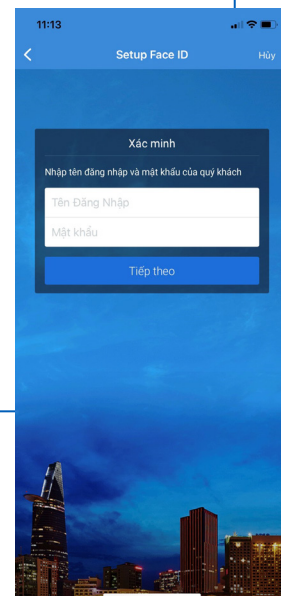 11:13
Setup Face ID
Hủy
Xác minh
Nhập tên đăng nhập và mật khẩu của quý khách
Tên Đăng Nhập
Mật khẩu
Tiếp theo